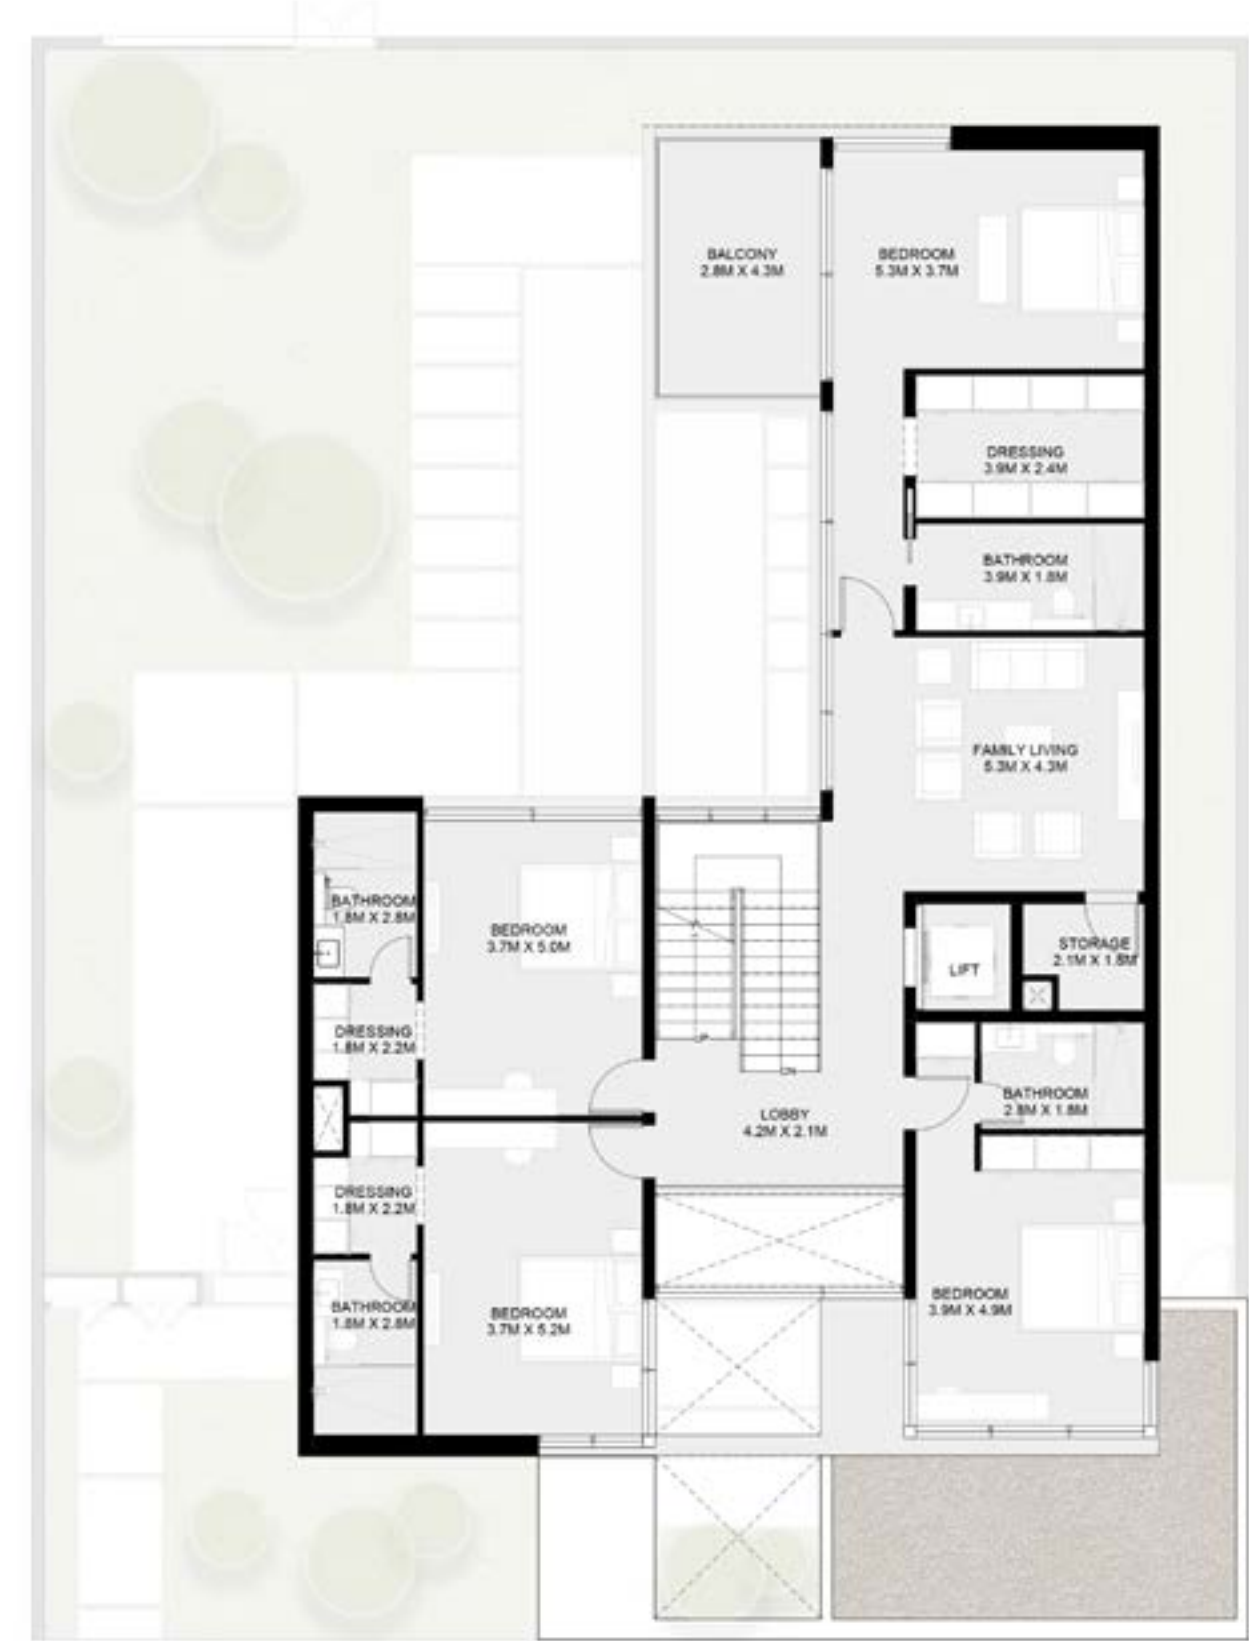 BALCONY
2.8M X 4.3M
BEDROOM
5.3M X 3.7M
DRESSING
3.9M X 2.4M
BATHROOM
3.9M X 1.8M
FAMILY LIVING
5.3M X 4.3M
BATHROOM
1.8M X 2.8M
BEDROOM
3.7M X 5.0M
LIFT
STORAGE
2.1M X 1.8M
DRESSING
1.8M X 2.2M
UP
DN
BATHROOM
2.8M X 1.8M
LOBBY
4.2M X 2.1M
DRESSING
1.8M X 2.2M
BATHROOM
1.8M X 2.8M
BEDROOM
3.7M X 5.2M
BEDROOM
3.9M X 4.9M